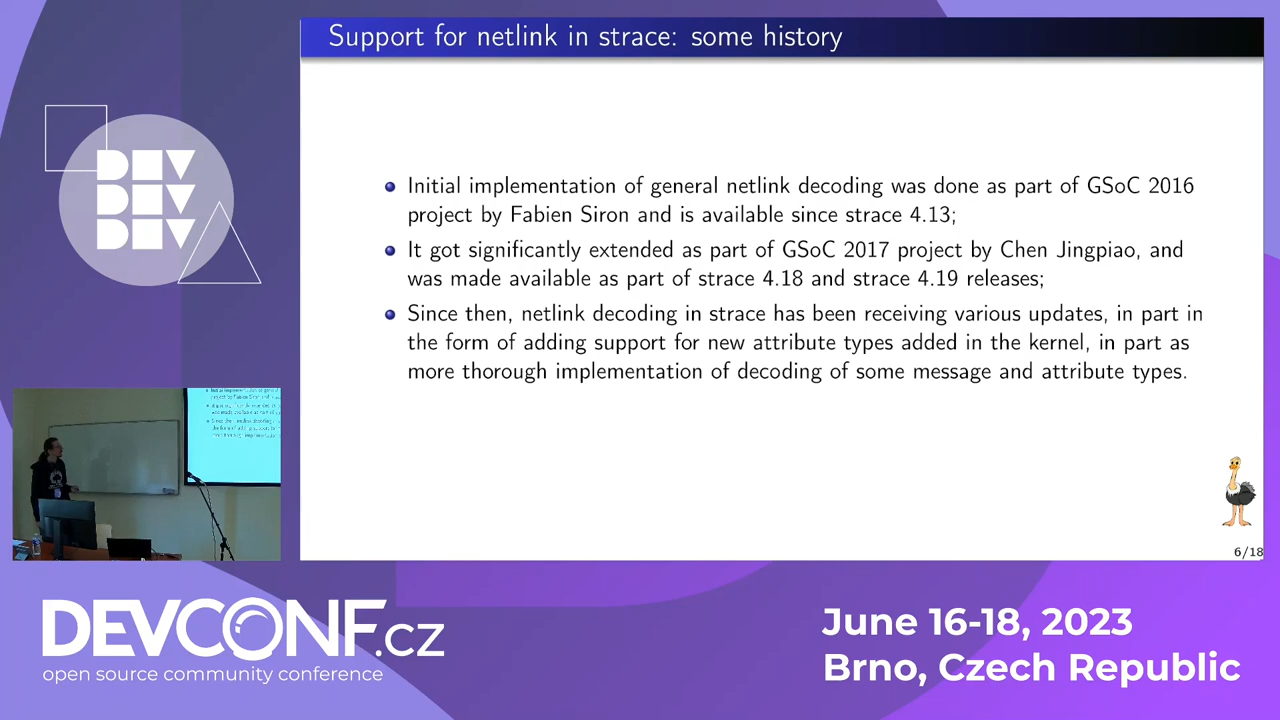 Support for netlink in strace: some history
Initial implementation of general netlink decoding was done as part of GSoC 2016
project by Fabien Siron and is available since strace 4.13;
It got significantly extended as part of GSoC 2017 project by Chen Jingpiao, and
was made available as part of strace 4.18 and strace 4.19 releases;
Since then, netlink decoding in strace has been receiving various updates, in part in
the form of adding support for new attribute types added in the kernel, in part as
more thorough implementation of decoding of some message and attribute types.
6/18
DEV
DEV
DEV
DEVCONF.cz
open source community conference
June 16-18, 2023
Brno, Czech Republic